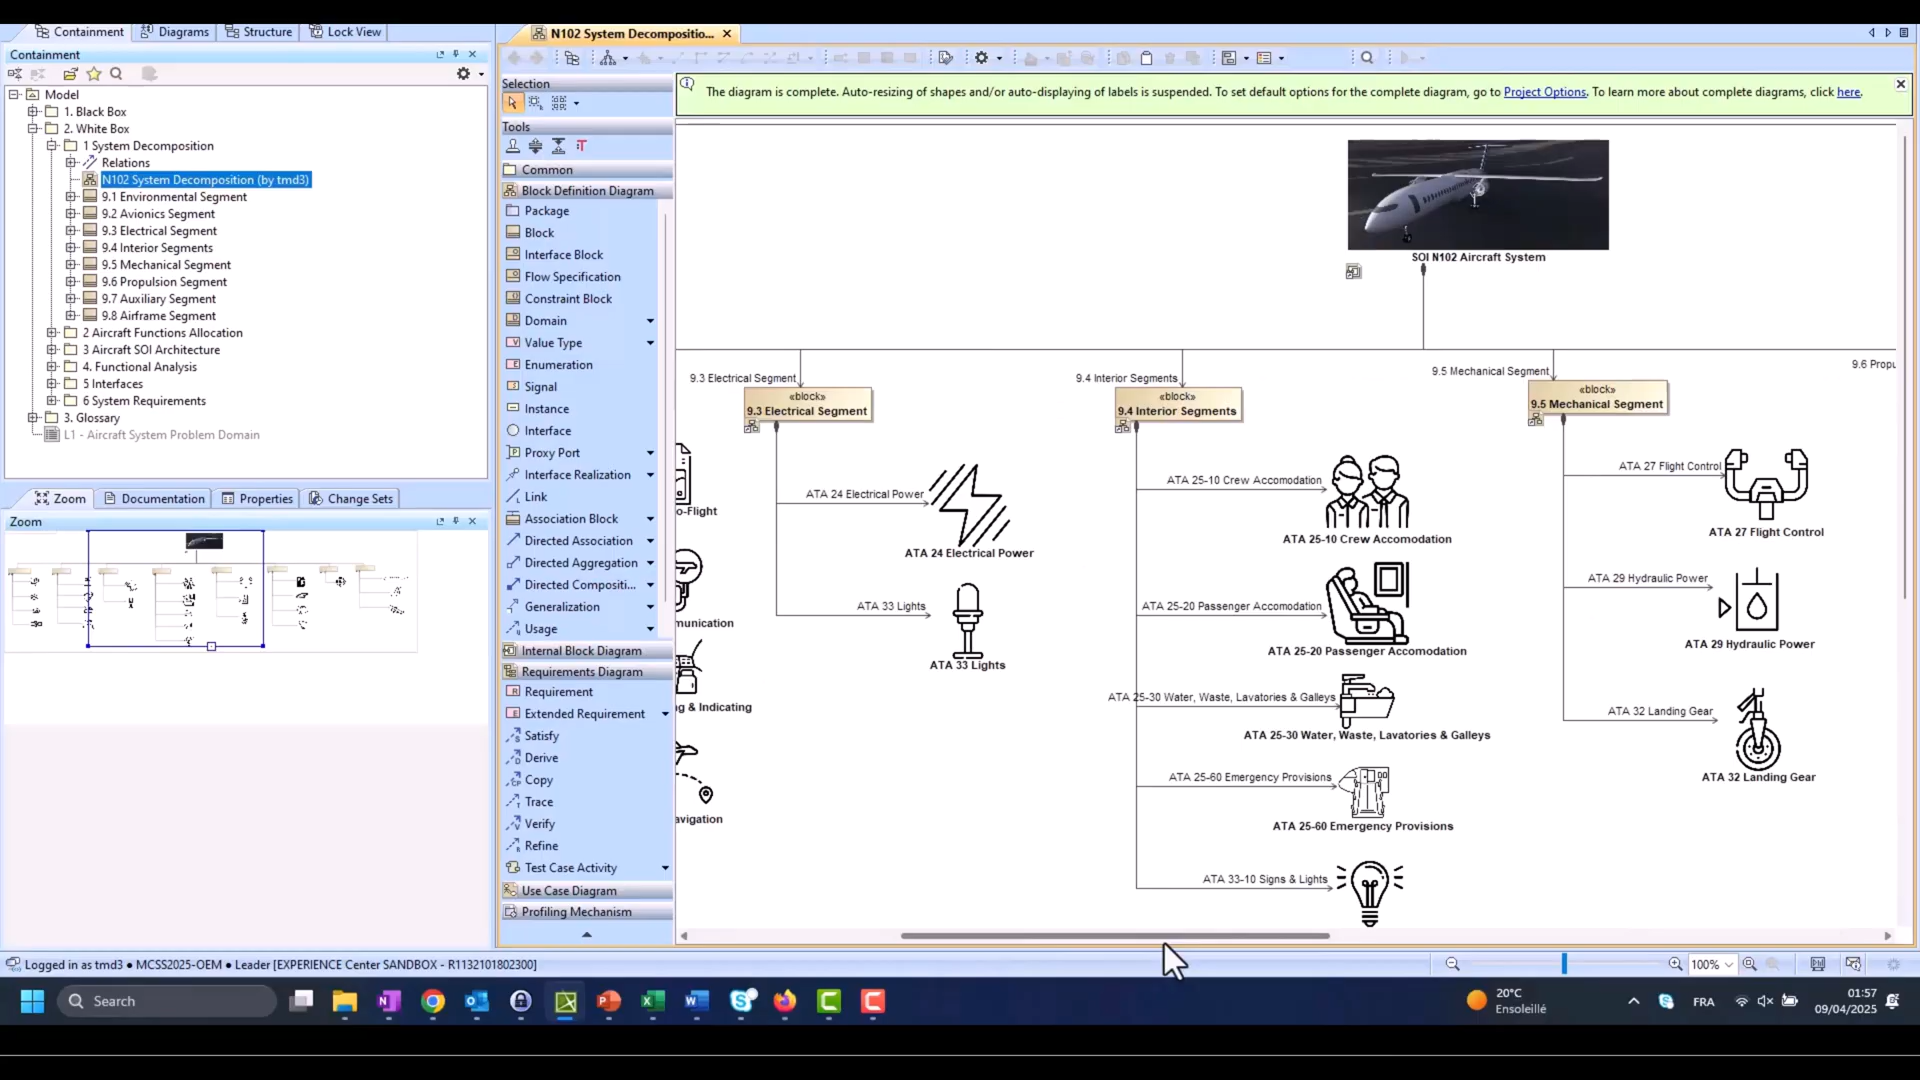 Containment
Diagrams
Structure
Lock View
Containment
Model
1. Black Box
2. White Box
1 System Decomposition
Relations
N102 System Decomposition (by tmd3)
9.1 Environmental Segment
9.2 Avionics Segment
9.3 Electrical Segment
9.4 Interior Segments
9.5 Mechanical Segment
9.6 Propulsion Segment
9.7 Auxiliary Segment
9.8 Airframe Segment
2 Aircraft Functions Allocation
3 Aircraft SOI Architecture
4. Functional Analysis
5 Interfaces
6 System Requirements
3. Glossary
L1 - Aircraft System Problem Domain
Zoom
Documentation
Properties
Change Sets
Zoom
N102 System Decompositio...
Selection
Tools
Common
Block Definition Diagram
Package
Block
Interface Block
Flow Specification
Constraint Block
Domain
Value Type
Enumeration
Signal
Instance
Interface
Proxy Port
Interface Realization
Link
Association Block
Directed Association
Directed Aggregation
Directed Compositi...
Generalization
Usage
Internal Block Diagram
Requirements Diagram
Requirement
Extended Requirement
Satisfy
Derive
Copy
Trace
Verify
Refine
Test Case Activity
Use Case Diagram
Profiling Mechanism
The diagram is complete. Auto-resizing of shapes and/or auto-displaying of labels is suspended. To set default options for the complete diagram, go to Project Options. To learn more about complete diagrams, click here.
SOI N102 Aircraft System
9.3 Electrical Segment
«block»
9.3 Electrical Segment
o-Flight
munication
g & Indicating
avigation
ATA 24 Electrical Power
ATA 24 Electrical Power
ATA 33 Lights
ATA 33 Lights
9.4 Interior Segments
«block»
9.4 Interior Segments
ATA 25-10 Crew Accomodation
ATA 25-10 Crew Accomodation
ATA 25-20 Passenger Accomodation
ATA 25-20 Passenger Accomodation
ATA 25-30 Water, Waste, Lavatories & Galleys
ATA 25-30 Water, Waste, Lavatories & Galleys
ATA 25-60 Emergency Provisions
ATA 25-60 Emergency Provisions
ATA 33-10 Signs & Lights
9.5 Mechanical Segment
«block»
9.5 Mechanical Segment
ATA 27 Flight Control
ATA 27 Flight Control
ATA 29 Hydraulic Power
ATA 29 Hydraulic Power
ATA 32 Landing Gear
ATA 32 Landing Gear
9.6 Propu
Logged in as tmd3 • MCSS2025-OEM • Leader [EXPERIENCE Center SANDBOX - R1132101802300]
100%
Search
20°C
Ensoleillé
FRA
01:57
09/04/2025